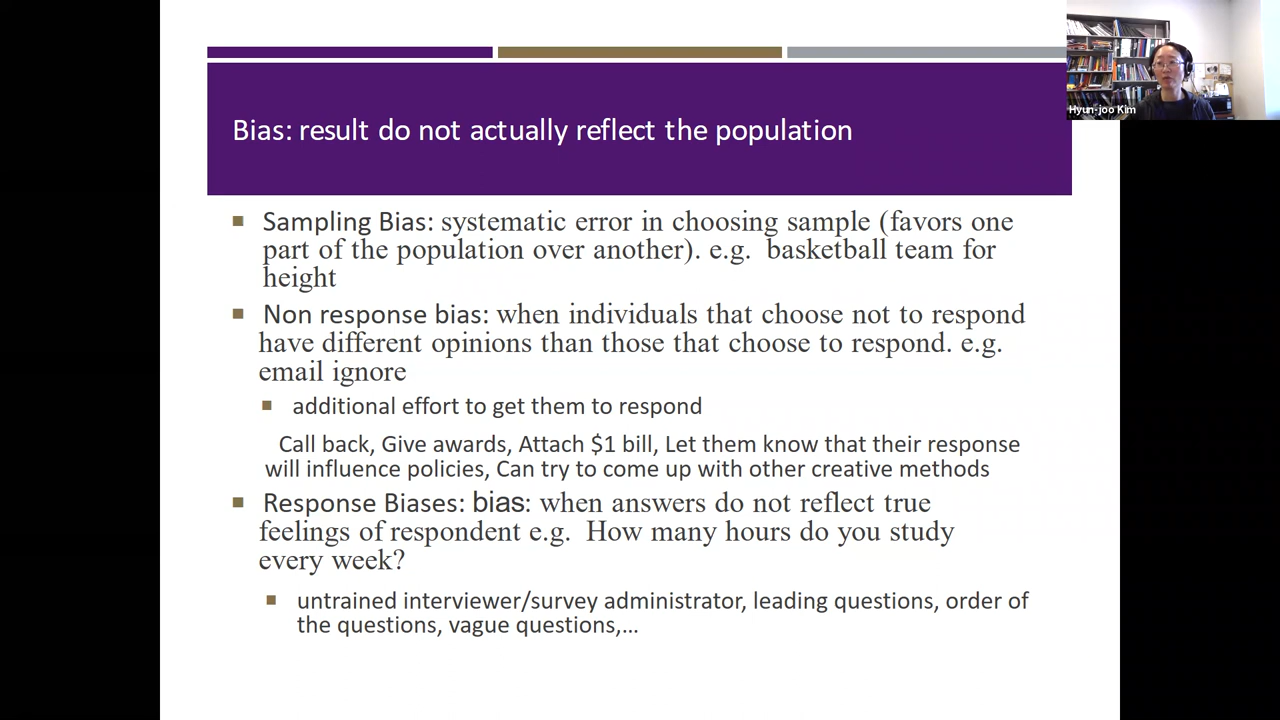 Hyun-joo Kim
Bias: result do not actually reflect the population
Sampling Bias: systematic error in choosing sample (favors one
part of the population over another). e.g. basketball team for
height
Non response bias: when individuals that choose not to respond
have different opinions than those that choose to respond. e.g.
email ignore
additional effort to get them to respond
Call back, Give awards, Attach $1 bill, Let them know that their response
will influence policies, Can try to come up with other creative methods
Response Biases: bias: when answers do not reflect true
feelings of respondent e.g. How many hours do you study
every week?
untrained interviewer/survey administrator, leading questions, order of
the questions, vague questions,…